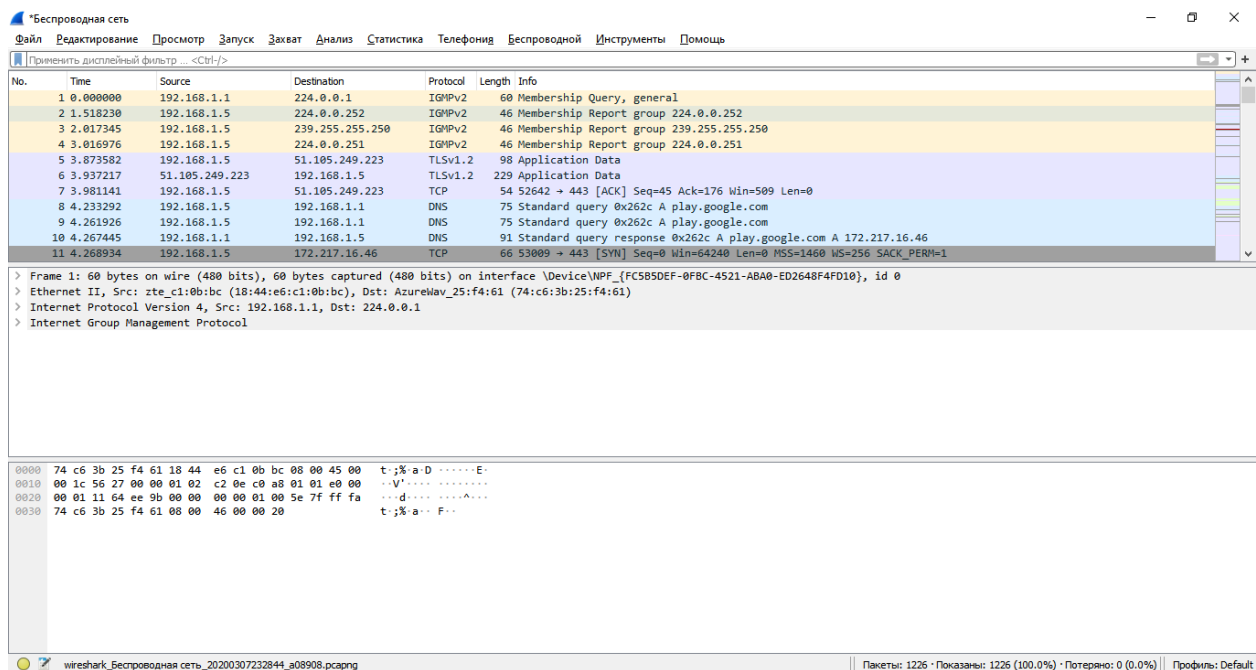 *Беспроводная сеть
Файл Редактирование Просмотр Запуск Захват Анализ Статистика Телефония Беспроводной Инструменты Помощь
Применить дисплейный фильтр ... <Ctrl-/>
No. Time Source Destination Protocol Length Info
1 0.000000 192.168.1.1 224.0.0.1 IGMPv2 60 Membership Query, general
2 1.518230 192.168.1.5 224.0.0.252 IGMPv2 46 Membership Report group 224.0.0.252
3 2.017345 192.168.1.5 239.255.255.250 IGMPv2 46 Membership Report group 239.255.255.250
4 3.016976 192.168.1.5 224.0.0.251 IGMPv2 46 Membership Report group 224.0.0.251
5 3.873582 192.168.1.5 51.105.249.223 TLSv1.2 98 Application Data
6 3.937217 51.105.249.223 192.168.1.5 TLSv1.2 229 Application Data
7 3.981141 192.168.1.5 51.105.249.223 TCP 54 52642 → 443 [ACK] Seq=45 Ack=176 Win=509 Len=0
8 4.233292 192.168.1.5 192.168.1.1 DNS 75 Standard query 0x262c A play.google.com
9 4.261926 192.168.1.5 192.168.1.1 DNS 75 Standard query 0x262c A play.google.com
10 4.267445 192.168.1.1 192.168.1.5 DNS 91 Standard query response 0x262c A play.google.com A 172.217.16.46
11 4.268934 192.168.1.5 172.217.16.46 TCP 66 53009 → 443 [SYN] Seq=0 Win=64240 Len=0 MSS=1460 WS=256 SACK_PERM=1
> Frame 1: 60 bytes on wire (480 bits), 60 bytes captured (480 bits) on interface \Device\NPF_{FC5B5DEF-0FBC-4521-ABA0-ED2648F4FD10}, id 0
> Ethernet II, Src: zte_c1:0b:bc (18:44:e6:c1:0b:bc), Dst: AzureWav_25:f4:61 (74:c6:3b:25:f4:61)
> Internet Protocol Version 4, Src: 192.168.1.1, Dst: 224.0.0.1
> Internet Group Management Protocol
0000 74 c6 3b 25 f4 61 18 44 e6 c1 0b bc 08 00 45 00 t·;%·a·D ······E·
0010 00 1c 56 27 00 00 01 02 c2 0e c0 a8 01 01 e0 00 ··V'···· ········
0020 00 01 11 64 ee 9b 00 00 00 00 01 00 5e 7f ff fa ···d···· ····^···
0030 74 c6 3b 25 f4 61 08 00 46 00 00 20 t·;%·a·· F··
wireshark_Беспроводная сеть_20200307232844_a08908.pcapng Пакеты: 1226 · Показаны: 1226 (100.0%) · Потеряно: 0 (0.0%) Профиль: Default